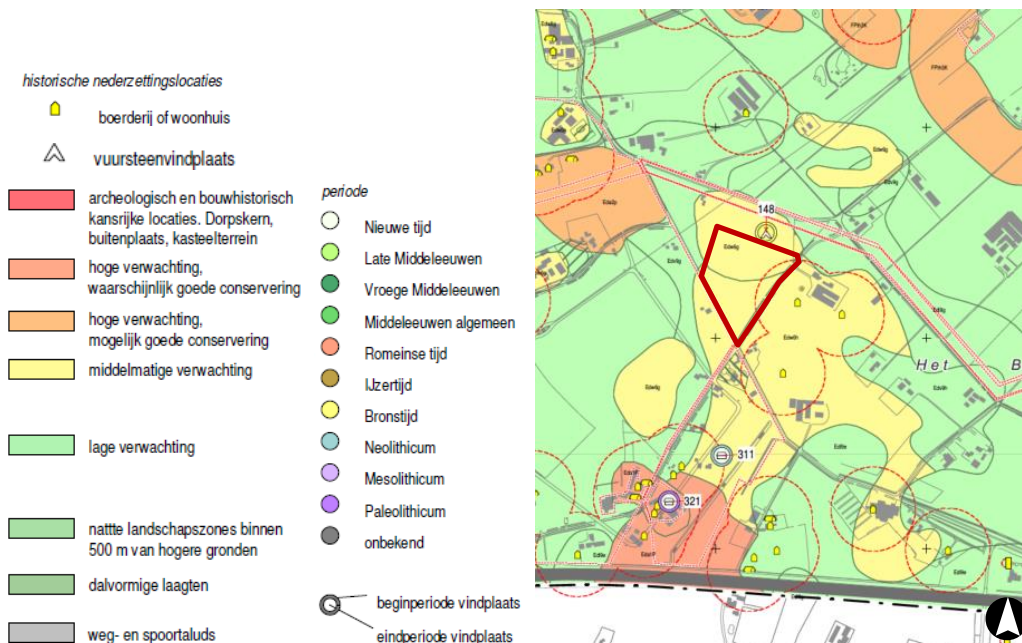 historische nederzettingslocaties
boerderij of woonhuis
vuursteenvindplaats
archeologisch en bouwhistorisch
kansrijke locaties. Dorpskern,
buitenplaats, kasteelterrein
hoge verwachting,
waarschijnlijk goede conservering
hoge verwachting,
mogelijk goede conservering
middelmatige verwachting
lage verwachting
nattte landschapszones binnen
500 m van hogere gronden
dalvormige laagten
weg- en spoortaluds
periode
Nieuwe tijd
Late Middeleeuwen
Vroege Middeleeuwen
Middeleeuwen algemeen
Romeinse tijd
IJzertijd
Bronstijd
Neolithicum
Mesolithicum
Paleolithicum
onbekend
beginperiode vindplaats
eindperiode vindplaats
148
Het B
311
321